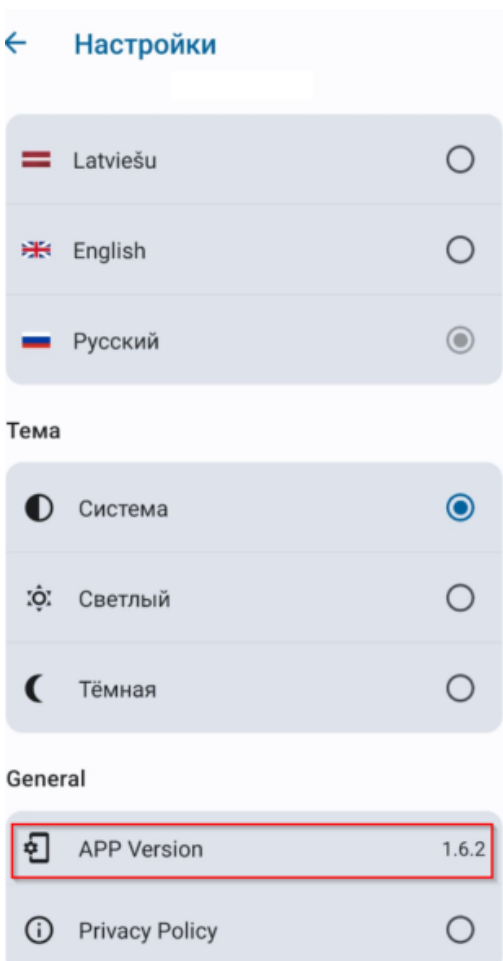 Настройки
Latviešu
English
Русский
Тема
Система
Светлый
Тёмная
General
APP Version 1.6.2
Privacy Policy